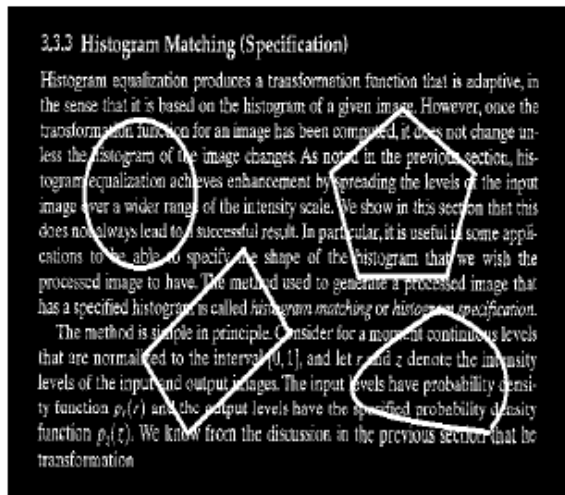 3.3.3 Histogram Matching (Specification)
Histogram equalization produces a transformation function that is adaptive, in
the sense that it is based on the histogram of a given image. However, once the
transformation function for an image has been computed, it does not change un-
less the histogram of the image changes. As noted in the previous section, his-
togram equalization achieves enhancement by spreading the levels of the input
image over a wider range of the intensity scale. We show in this section that this
does not always lead to a successful result. In particular, it is useful in some appli-
cations to be able to specify the shape of the histogram that we wish the
processed image to have. The method used to generate a processed image that
has a specified histogram is called histogram matching or histogram specification.
The method is simple in principle. Consider for a moment continuous levels
that are normalized to the interval [0, 1], and let r and z denote the intensity
levels of the input and output images. The input levels have probability densi-
ty function pᵣ(r) and the output levels have the specified probability density
function p_z(z). We know from the discussion in the previous section that he
transformation